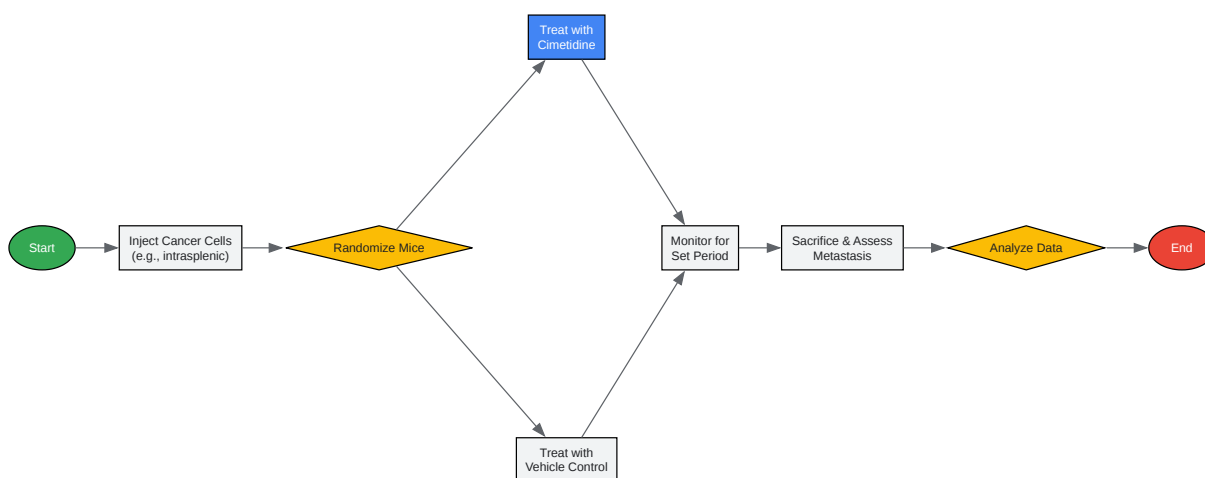 Treat with
Cimetidine
Start
Inject Cancer Cells
(e.g., intrasplenic)
Randomize Mice
Monitor for
Set Period
Sacrifice & Assess
Metastasis
Analyze Data
End
Treat with
Vehicle Control